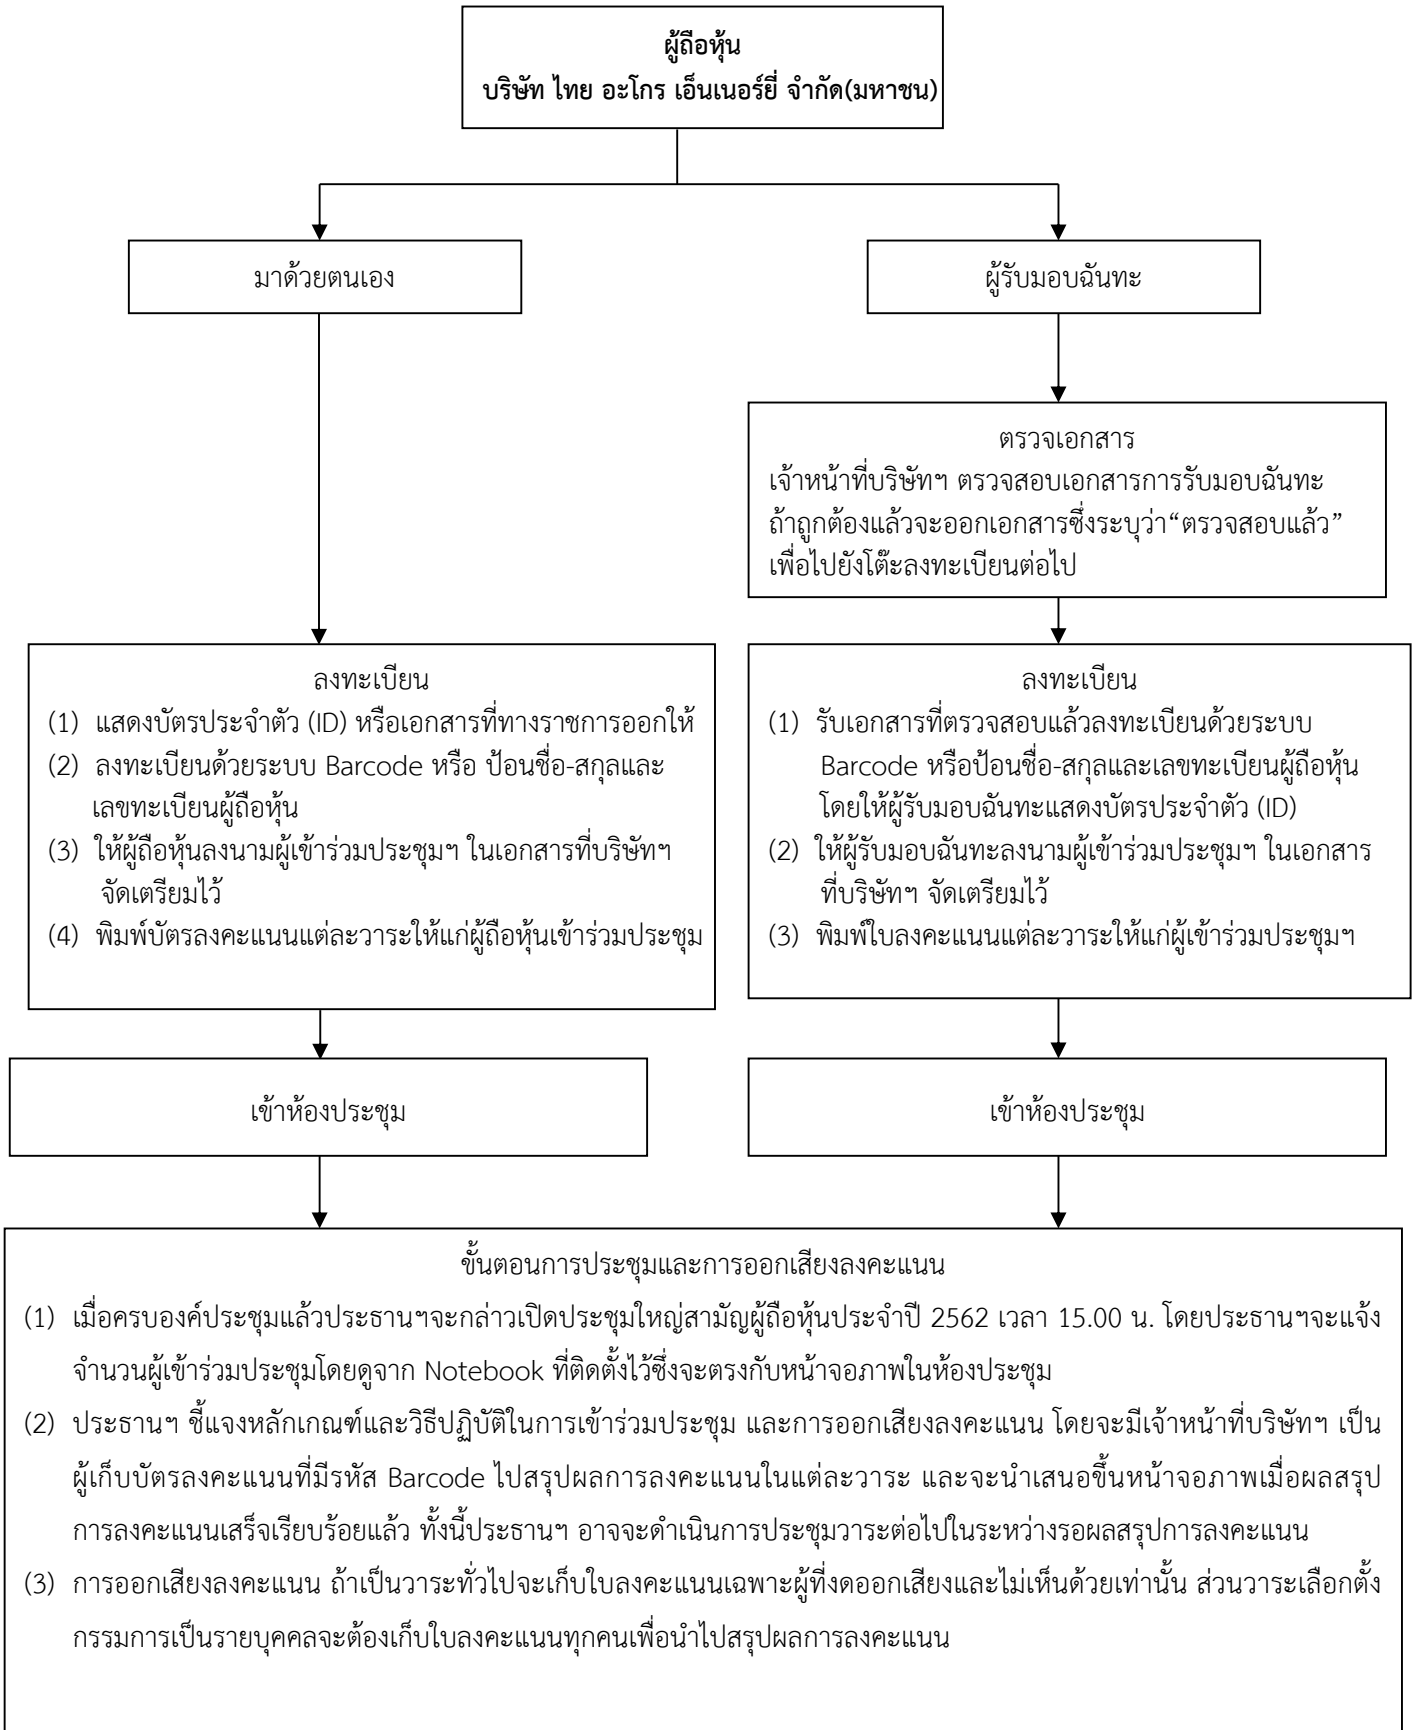 ผู้ถือหุ้น
บริษัท ไทย อะโกร เอ็นเนอร์ยี่ จำกัด(มหาชน)
มาด้วยตนเอง
ผู้รับมอบฉันทะ
ตรวจเอกสาร
เจ้าหน้าที่บริษัทฯ ตรวจสอบเอกสารการรับมอบฉันทะ
ถ้าถูกต้องแล้วจะออกเอกสารซึ่งระบุว่า“ตรวจสอบแล้ว”
เพื่อไปยังโต๊ะลงทะเบียนต่อไป
ลงทะเบียน
(1) แสดงบัตรประจำตัว (ID) หรือเอกสารที่ทางราชการออกให้
(2) ลงทะเบียนด้วยระบบ Barcode หรือ ป้อนชื่อ-สกุลและ
เลขทะเบียนผู้ถือหุ้น
(3) ให้ผู้ถือหุ้นลงนามผู้เข้าร่วมประชุมฯ ในเอกสารที่บริษัทฯ
จัดเตรียมไว้
(4) พิมพ์บัตรลงคะแนนแต่ละวาระให้แก่ผู้ถือหุ้นเข้าร่วมประชุม
ลงทะเบียน
(1) รับเอกสารที่ตรวจสอบแล้วลงทะเบียนด้วยระบบ
Barcode หรือป้อนชื่อ-สกุลและเลขทะเบียนผู้ถือหุ้น
โดยให้ผู้รับมอบฉันทะแสดงบัตรประจำตัว (ID)
(2) ให้ผู้รับมอบฉันทะลงนามผู้เข้าร่วมประชุมฯ ในเอกสาร
ที่บริษัทฯ จัดเตรียมไว้
(3) พิมพ์ใบลงคะแนนแต่ละวาระให้แก่ผู้เข้าร่วมประชุมฯ
เข้าห้องประชุม
เข้าห้องประชุม
ขั้นตอนการประชุมและการออกเสียงลงคะแนน
(1) เมื่อครบองค์ประชุมแล้วประธานฯจะกล่าวเปิดประชุมใหญ่สามัญผู้ถือหุ้นประจำปี 2562 เวลา 15.00 น. โดยประธานฯจะแจ้ง
จำนวนผู้เข้าร่วมประชุมโดยดูจาก Notebook ที่ติดตั้งไว้ซึ่งจะตรงกับหน้าจอภาพในห้องประชุม
(2) ประธานฯ ชี้แจงหลักเกณฑ์และวิธีปฏิบัติในการเข้าร่วมประชุม และการออกเสียงลงคะแนน โดยจะมีเจ้าหน้าที่บริษัทฯ เป็น
ผู้เก็บบัตรลงคะแนนที่มีรหัส Barcode ไปสรุปผลการลงคะแนนในแต่ละวาระ และจะนำเสนอขึ้นหน้าจอภาพเมื่อผลสรุป
การลงคะแนนเสร็จเรียบร้อยแล้ว ทั้งนี้ประธานฯ อาจจะดำเนินการประชุมวาระต่อไปในระหว่างรอผลสรุปการลงคะแนน
(3) การออกเสียงลงคะแนน ถ้าเป็นวาระทั่วไปจะเก็บใบลงคะแนนเฉพาะผู้ที่งดออกเสียงและไม่เห็นด้วยเท่านั้น ส่วนวาระเลือกตั้ง
กรรมการเป็นรายบุคคลจะต้องเก็บใบลงคะแนนทุกคนเพื่อนำไปสรุปผลการลงคะแนน